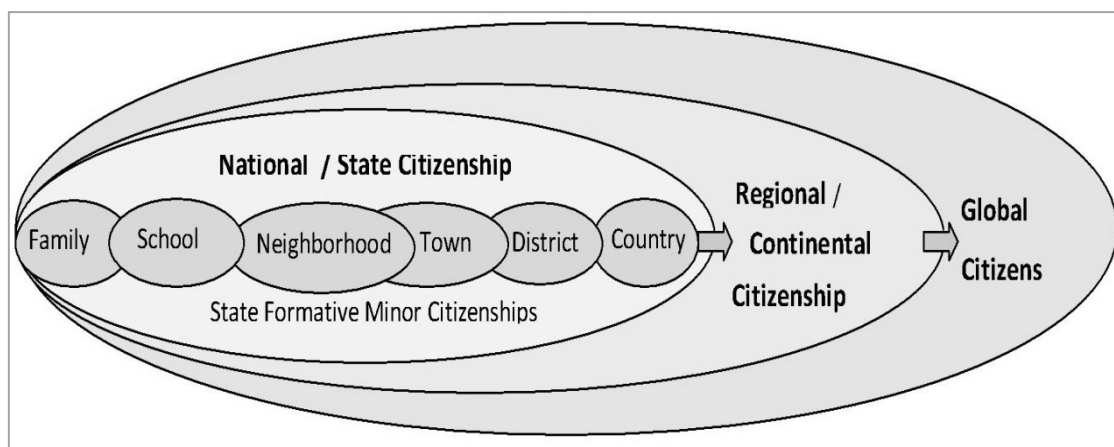 National / State Citizenship
Family
School
Neighborhood
Town
District
Country
State Formative Minor Citizenships
Regional /
Continental
Citizenship
Global
Citizens